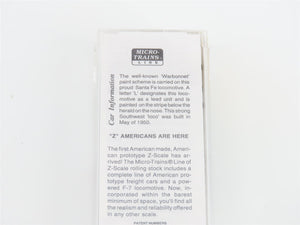 MICRO-
TRAINS
LINE
Car Information
The well-known 'Warbonnet'
paint scheme is carried on this
proud Santa Fe locomotive. A
letter 'L' designates this loco-
motive as a lead unit and is
painted on the stripe below the
herald on the nose. This strong
Southwest 'loco' was built in
May of 1950.
"Z" AMERICANS ARE HERE
The first American made, Amer-
ican prototype Z-Scale has ar-
rived! The Micro-Trains® Line of
Z-Scale rolling stock includes a
complete line of American pro-
totype freight cars and a pow-
ered F-7 locomotive. Now, in-
corporated within the barest
minimum of space, you'll find all
the realism and reliability offered
in any other scale.
PATENT NUMBERS